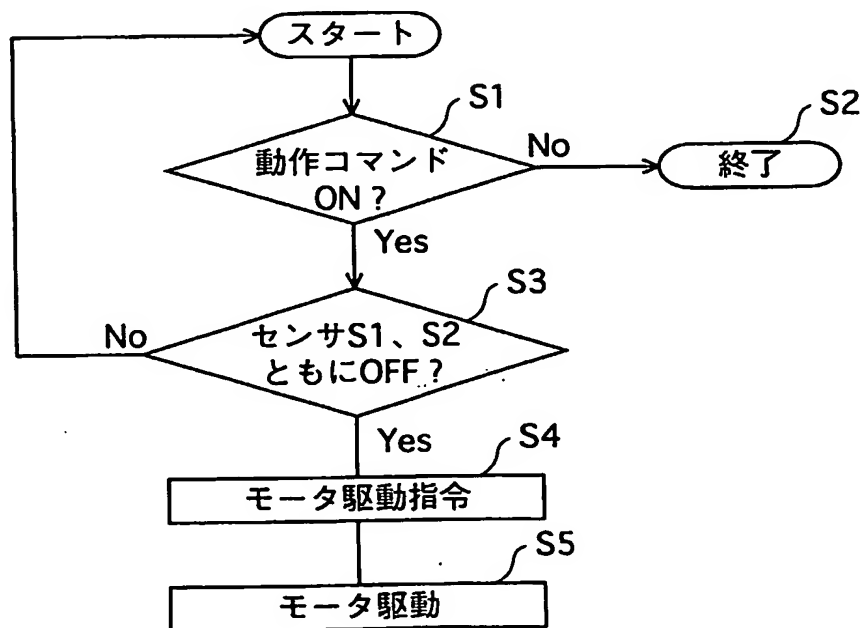 スタート
S1
動作コマンド
ON？
No
S2
終了
Yes
S3
センサS1、S2
ともにOFF？
No
Yes
S4
モータ駆動指令
S5
モータ駆動